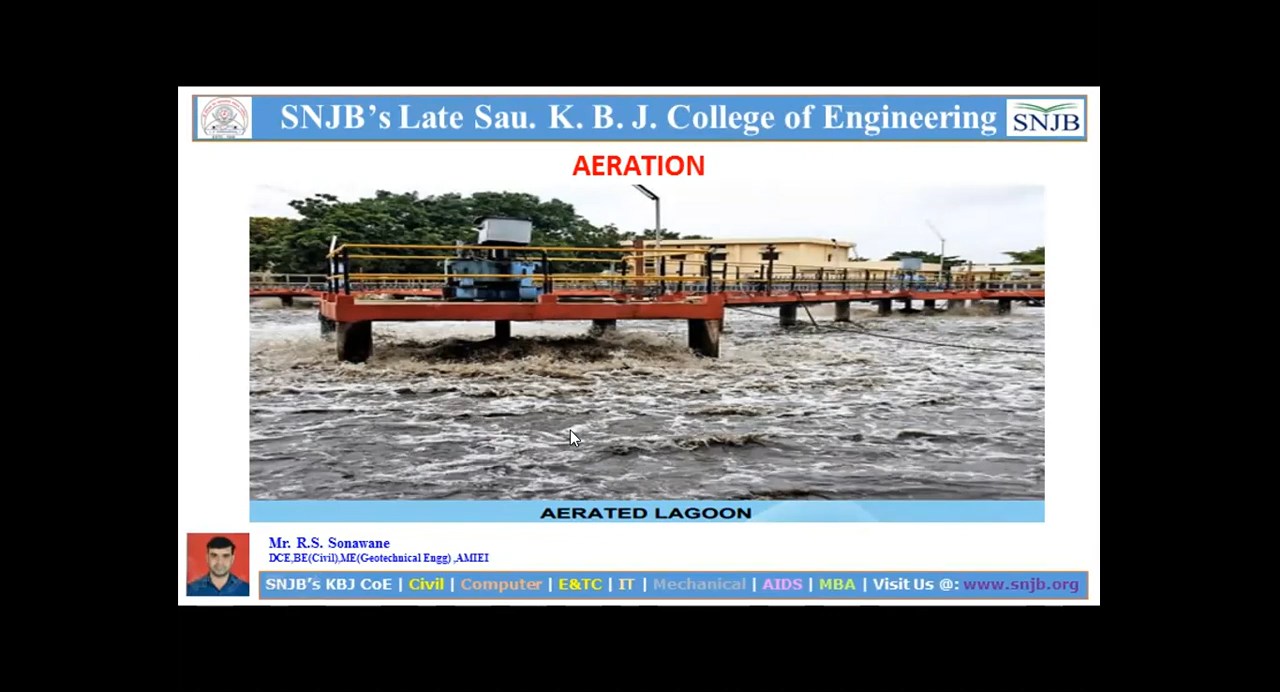 SNJB's Late Sau. K. B. J. College of Engineering
SNJB
AERATION
AERATED LAGOON
Mr. R.S. Sonawane
DCE,BE(Civil),ME(Geotechnical Engg) ,AMIEI
SNJB's KBJ CoE | Civil | Computer | E&TC | IT | Mechanical | AIDS | MBA | Visit Us @: www.snjb.org